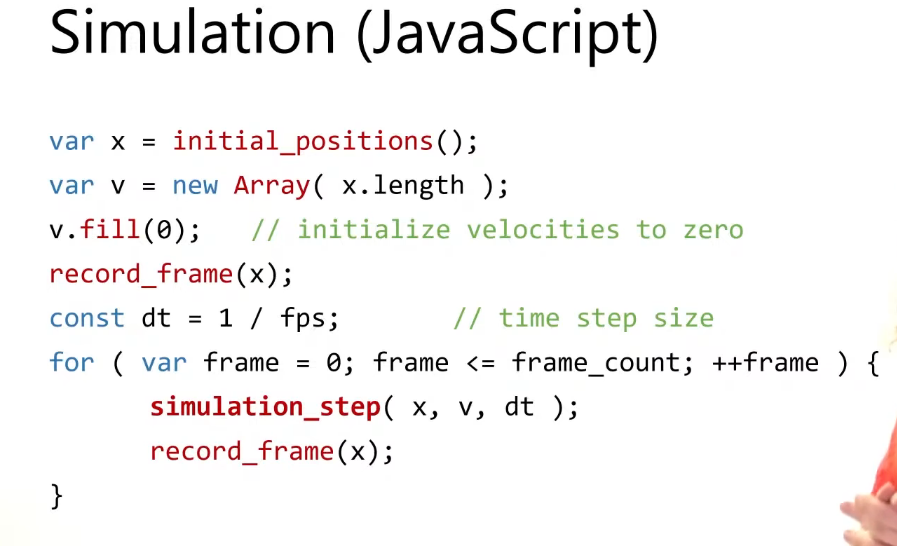 Simulation (JavaScript)
var x = initial_positions();
var v = new Array( x.length );
v.fill(0);   // initialize velocities to zero
record_frame(x);
const dt = 1 / fps;       // time step size
for ( var frame = 0; frame <= frame_count; ++frame ) {
      simulation_step( x, v, dt );
      record_frame(x);
}